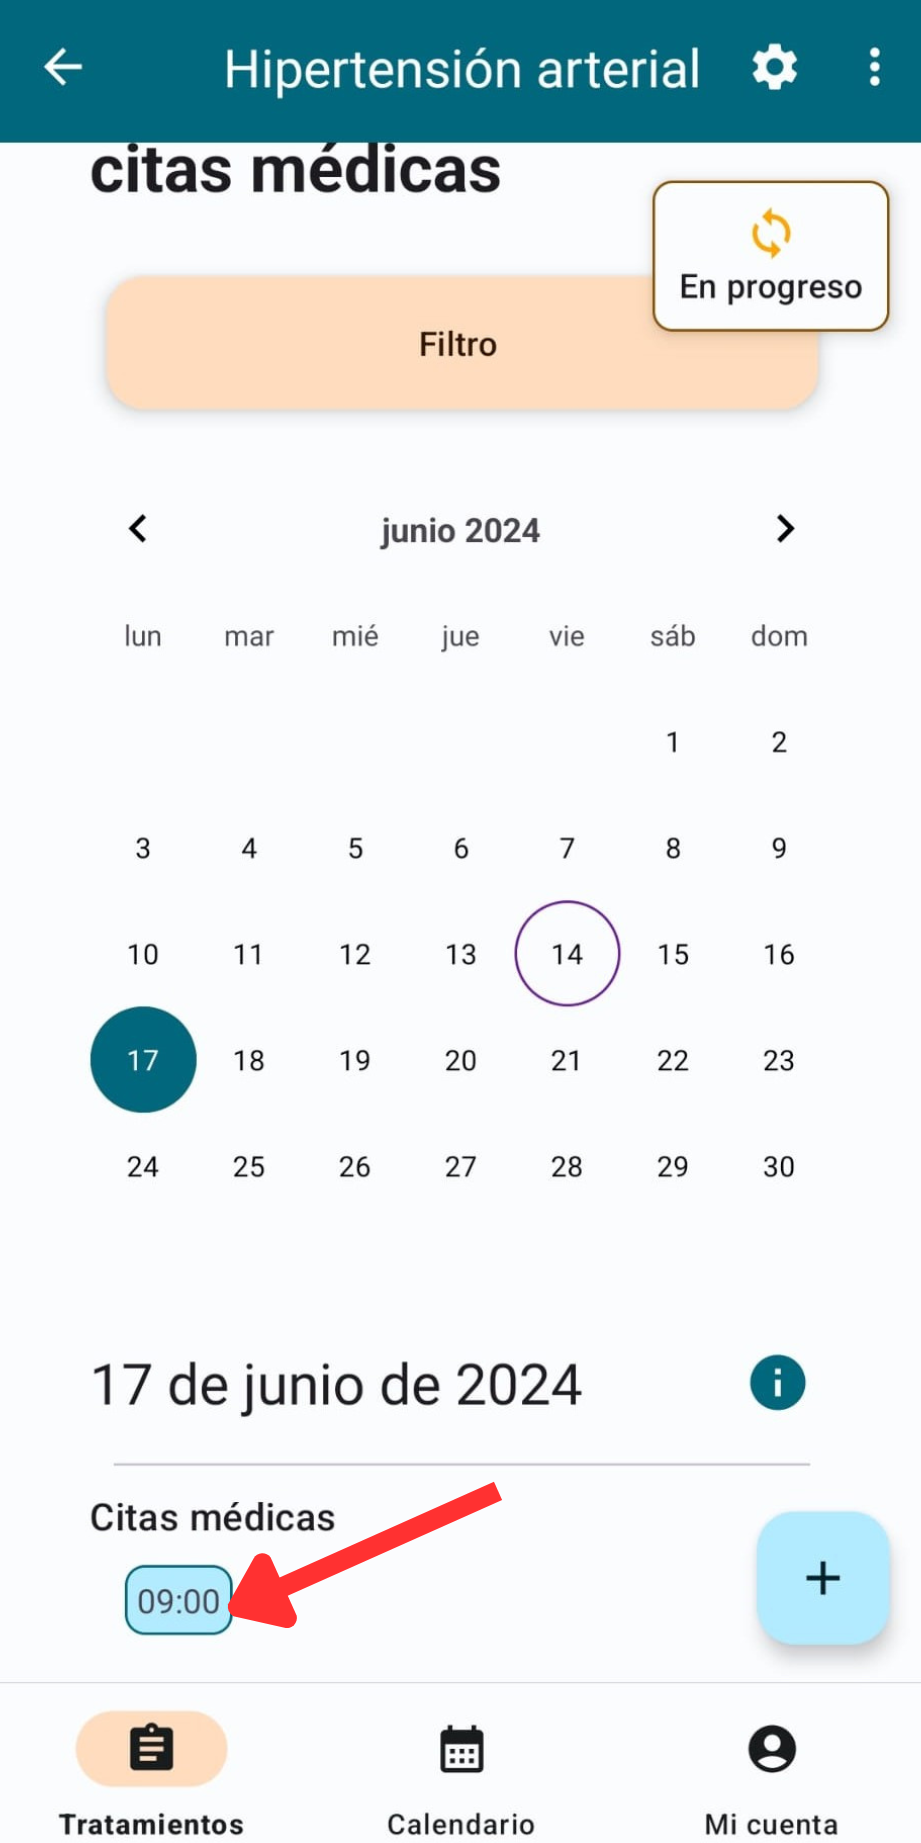 Hipertensión arterial
citas médicas
En progreso
Filtro
junio 2024
lun mar mié jue vie sáb dom
1 2
3 4 5 6 7 8 9
10 11 12 13 14 15 16
17 18 19 20 21 22 23
24 25 26 27 28 29 30
17 de junio de 2024
Citas médicas
09:00
Tratamientos Calendario Mi cuenta